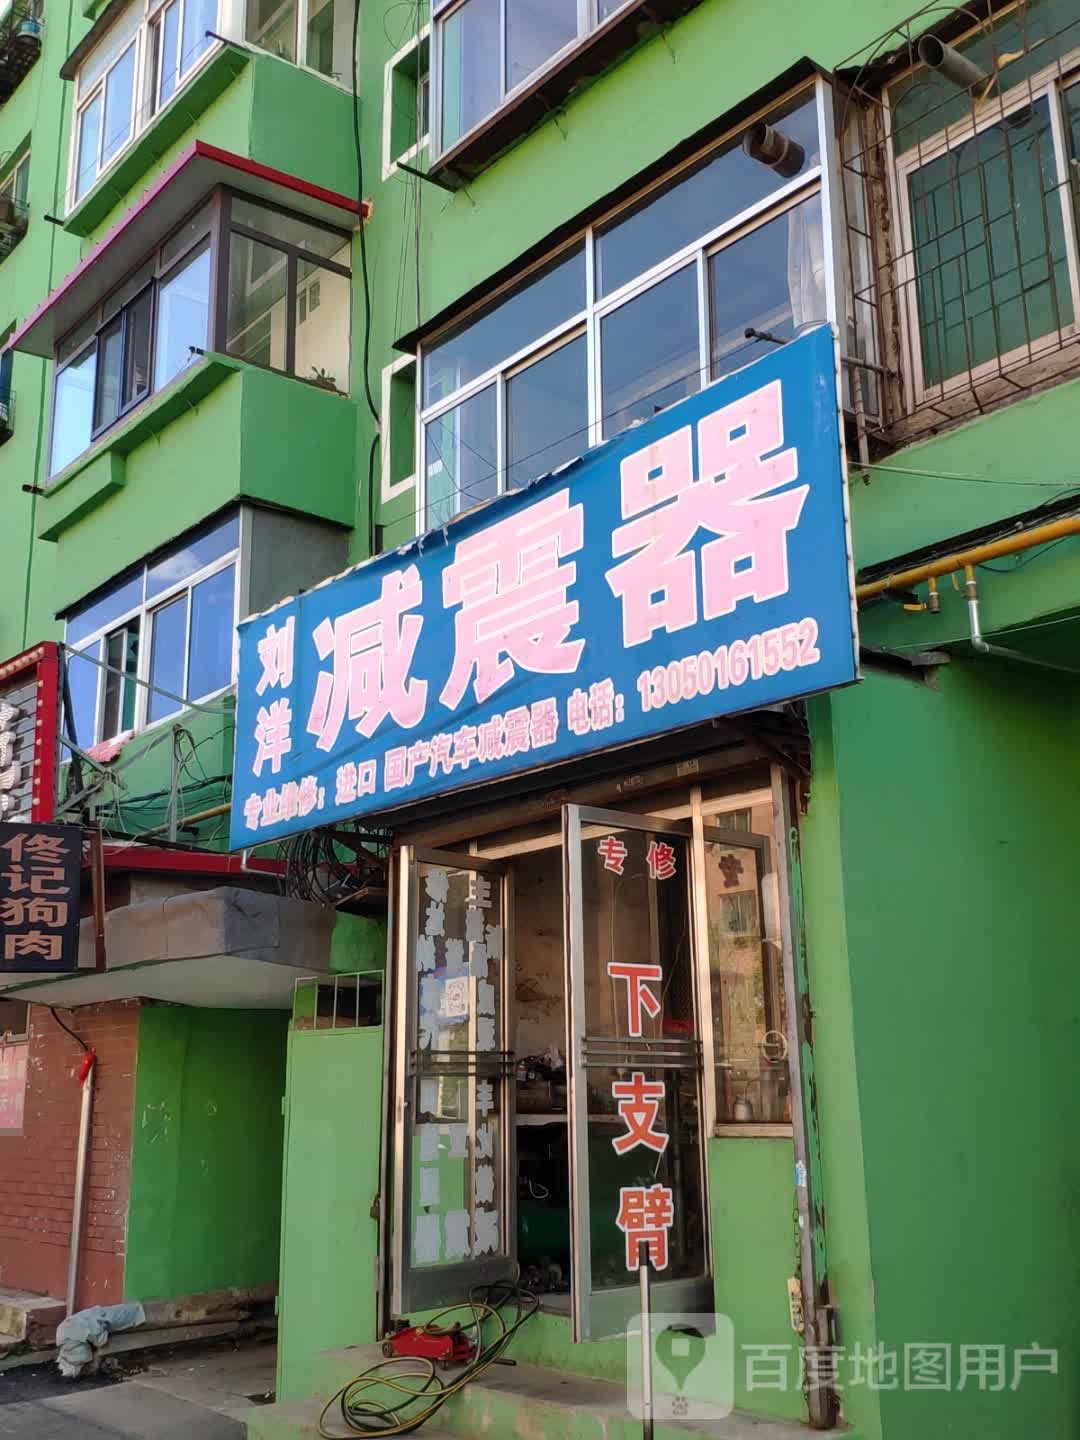 刘洋
减震器
专业维修：进口 国产汽车减震器 电话：13050161552
佟记狗肉
专修
下支臂
主
百度地图用户